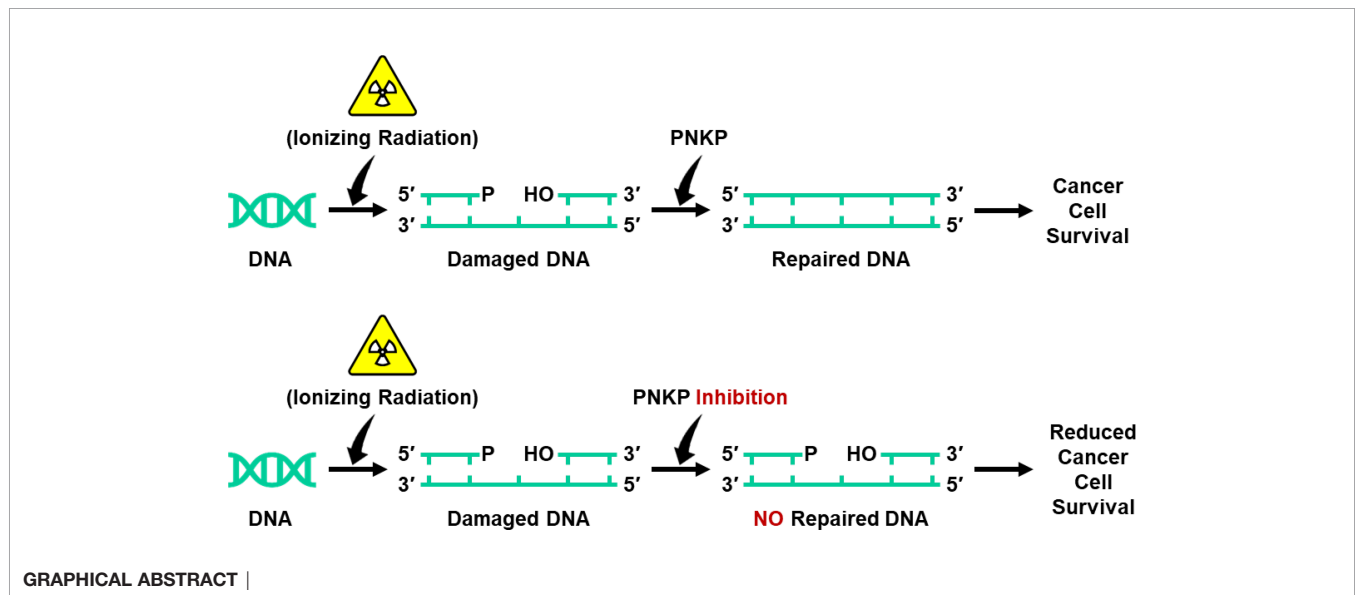 (Ionizing Radiation)
PNKP
5′ P HO 3′ 5′ 3′
3′ 5′ 3′ 5′
DNA
Damaged DNA
Repaired DNA
Cancer
Cell
Survival
(Ionizing Radiation)
PNKP Inhibition
5′ P HO 3′ 5′ P HO 3′
3′ 5′ 3′ 5′
DNA
Damaged DNA
NO Repaired DNA
Reduced
Cancer
Cell
Survival
GRAPHICAL ABSTRACT |